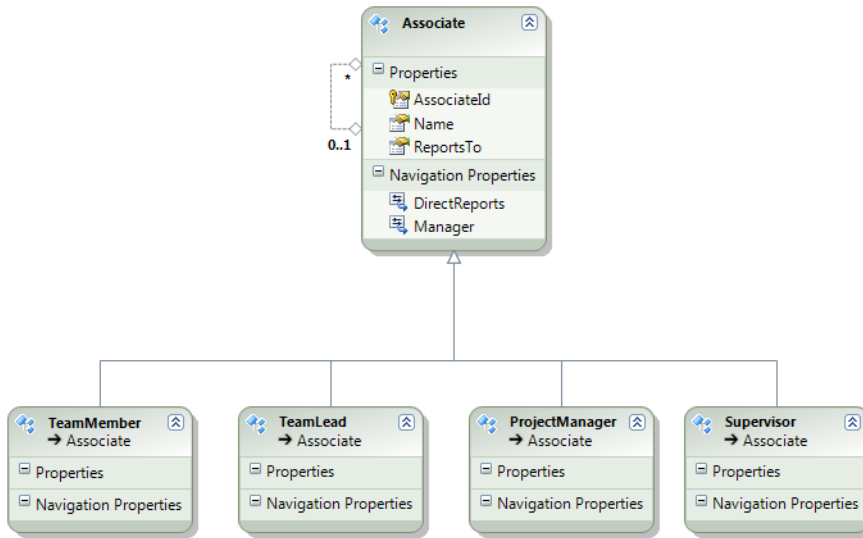 Associate
Properties
*
AssociateId
Name
0..1
ReportsTo
Navigation Properties
DirectReports
Manager
TeamMember
➔ Associate
Properties
Navigation Properties
TeamLead
➔ Associate
Properties
Navigation Properties
ProjectManager
➔ Associate
Properties
Navigation Properties
Supervisor
➔ Associate
Properties
Navigation Properties